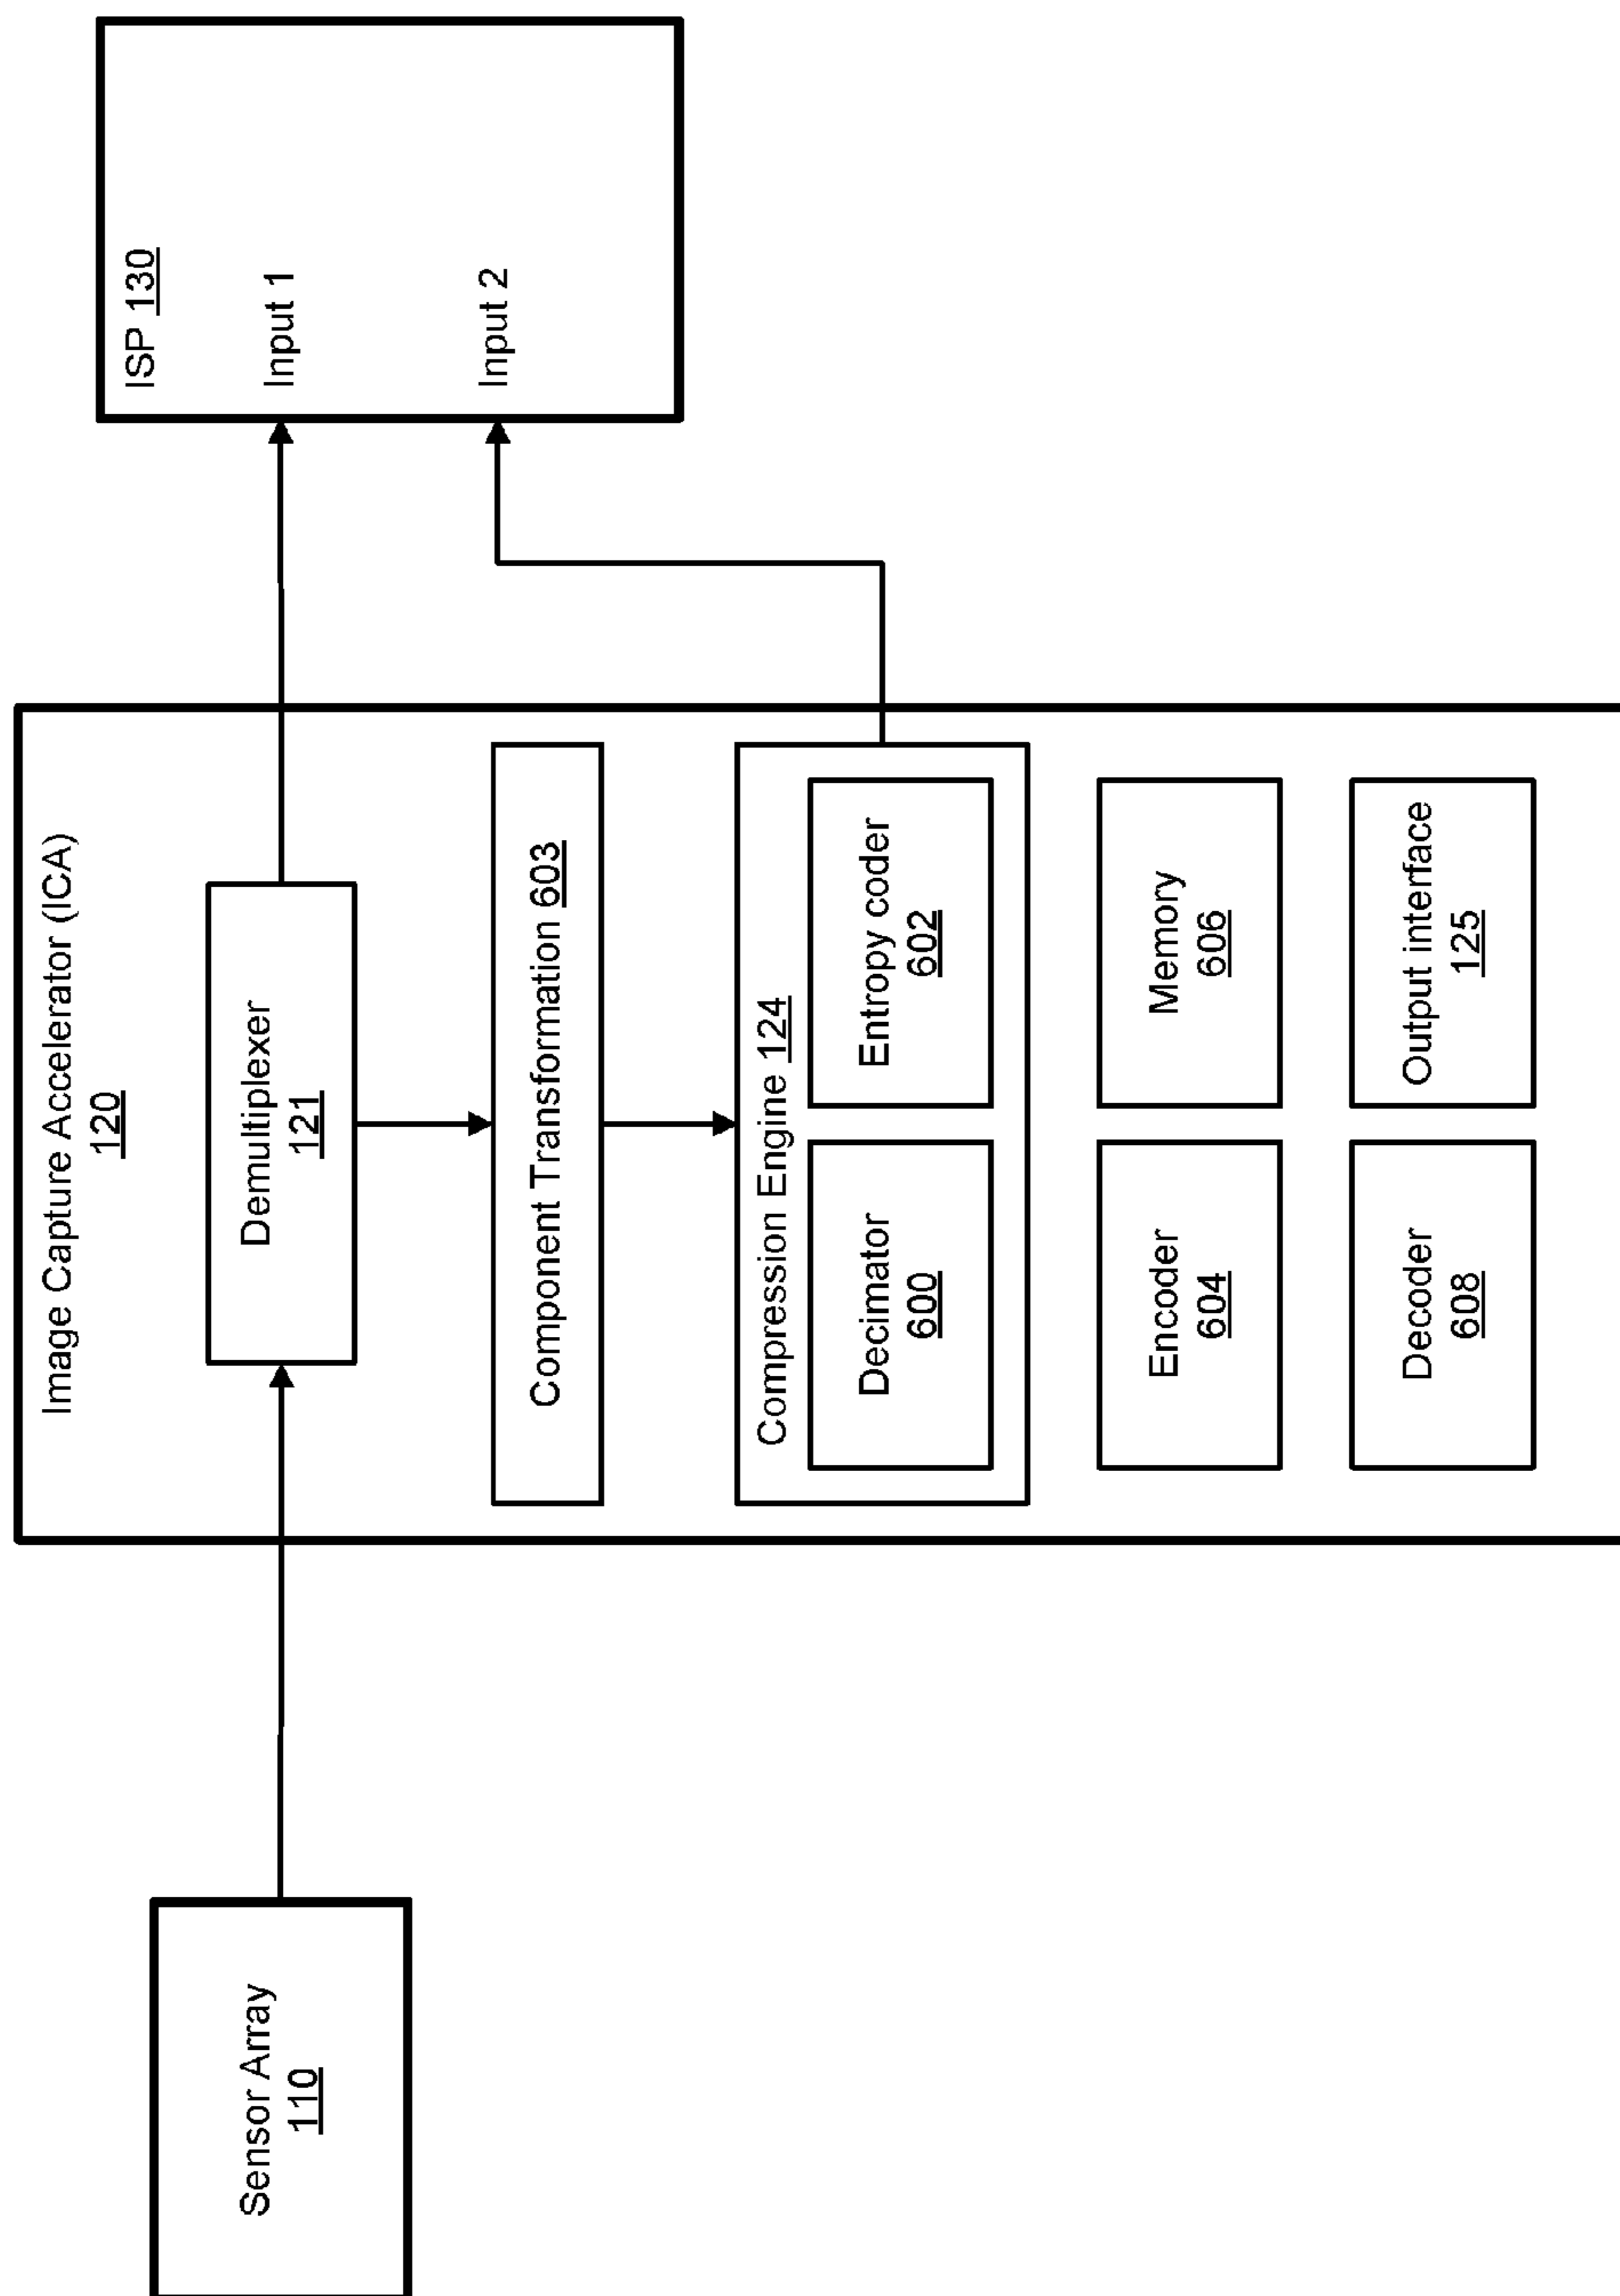 Sensor Array
110
Image Capture Accelerator (ICA)
120
Demultiplexer
121
Component Transformation 603
Compression Engine 124
Decimator
600
Entropy coder
602
Encoder
604
Memory
606
Decoder
608
Output interface
125
ISP 130
Input 1
Input 2